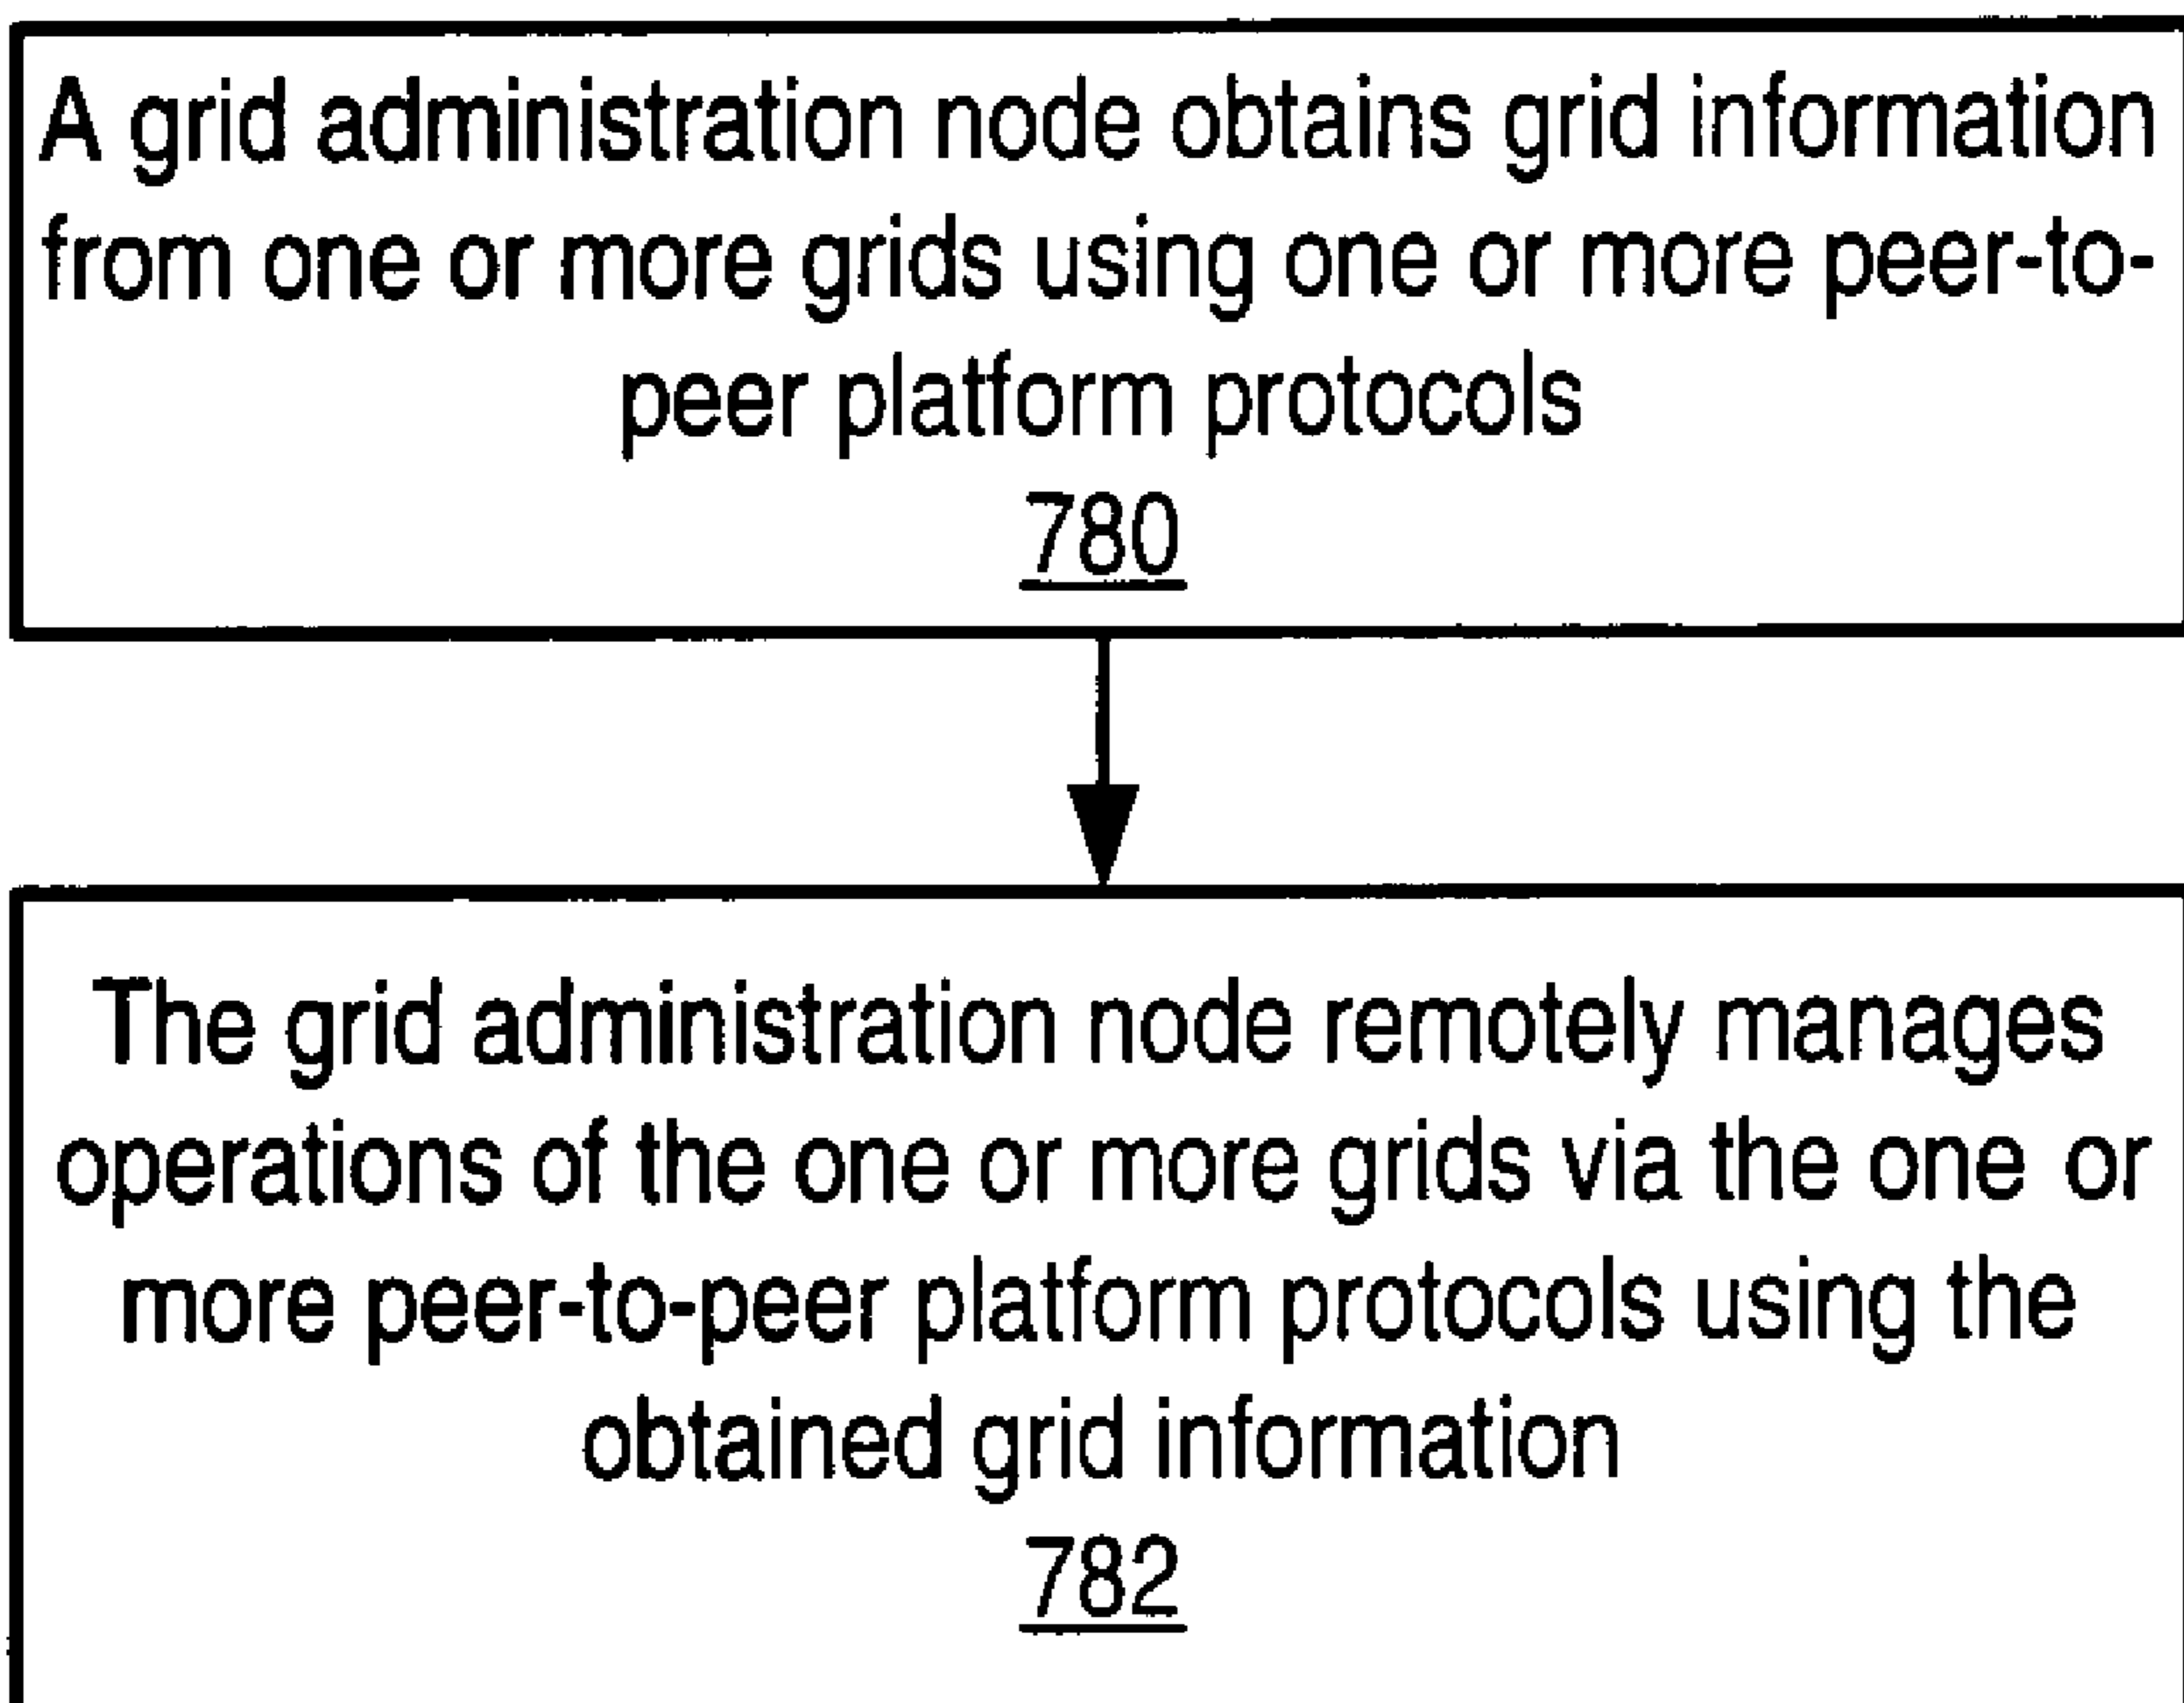 A grid administration node obtains grid information
from one or more grids using one or more peer-to-
peer platform protocols
780
The grid administration node remotely manages
operations of the one or more grids via the one or
more peer-to-peer platform protocols using the
obtained grid information
782